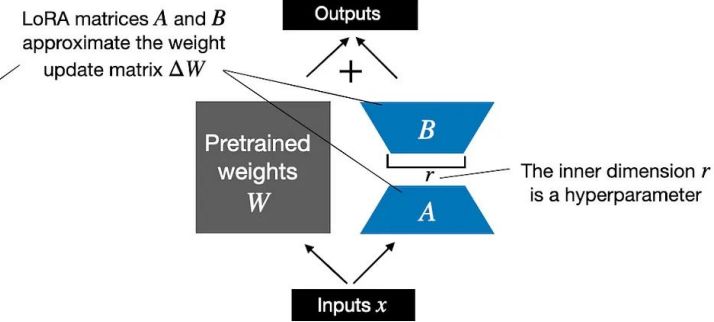 Outputs
LoRA matrices A and B
approximate the weight
update matrix ΔW
+
Pretrained
weights
W
B
r
A
The inner dimension r
is a hyperparameter
Inputs x